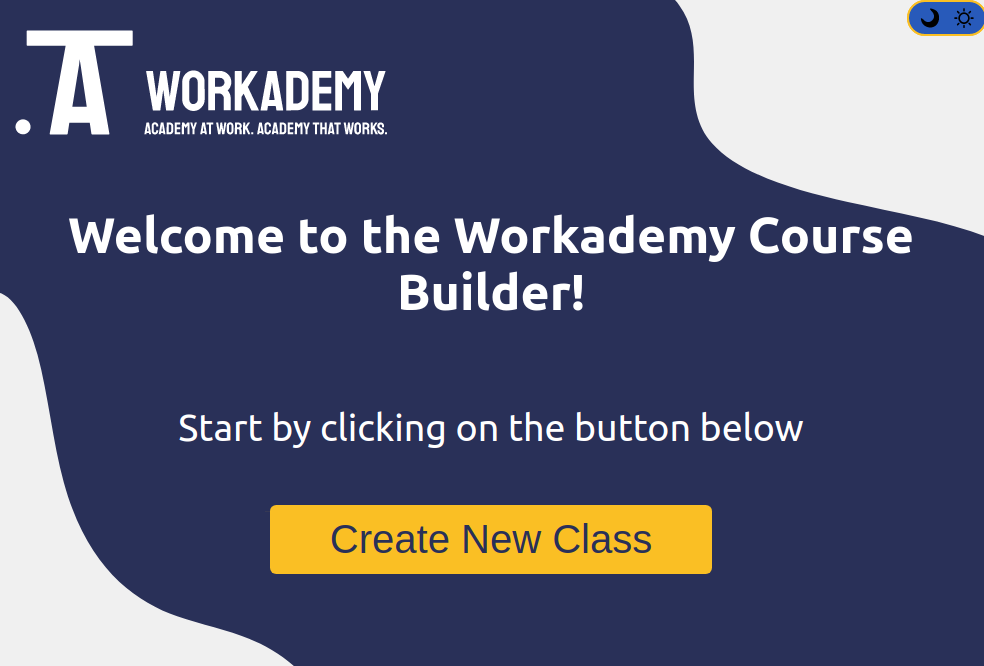 .A
WORKADEMY
ACADEMY AT WORK. ACADEMY THAT WORKS.
Welcome to the Workademy Course
Builder!
Start by clicking on the button below
Create New Class